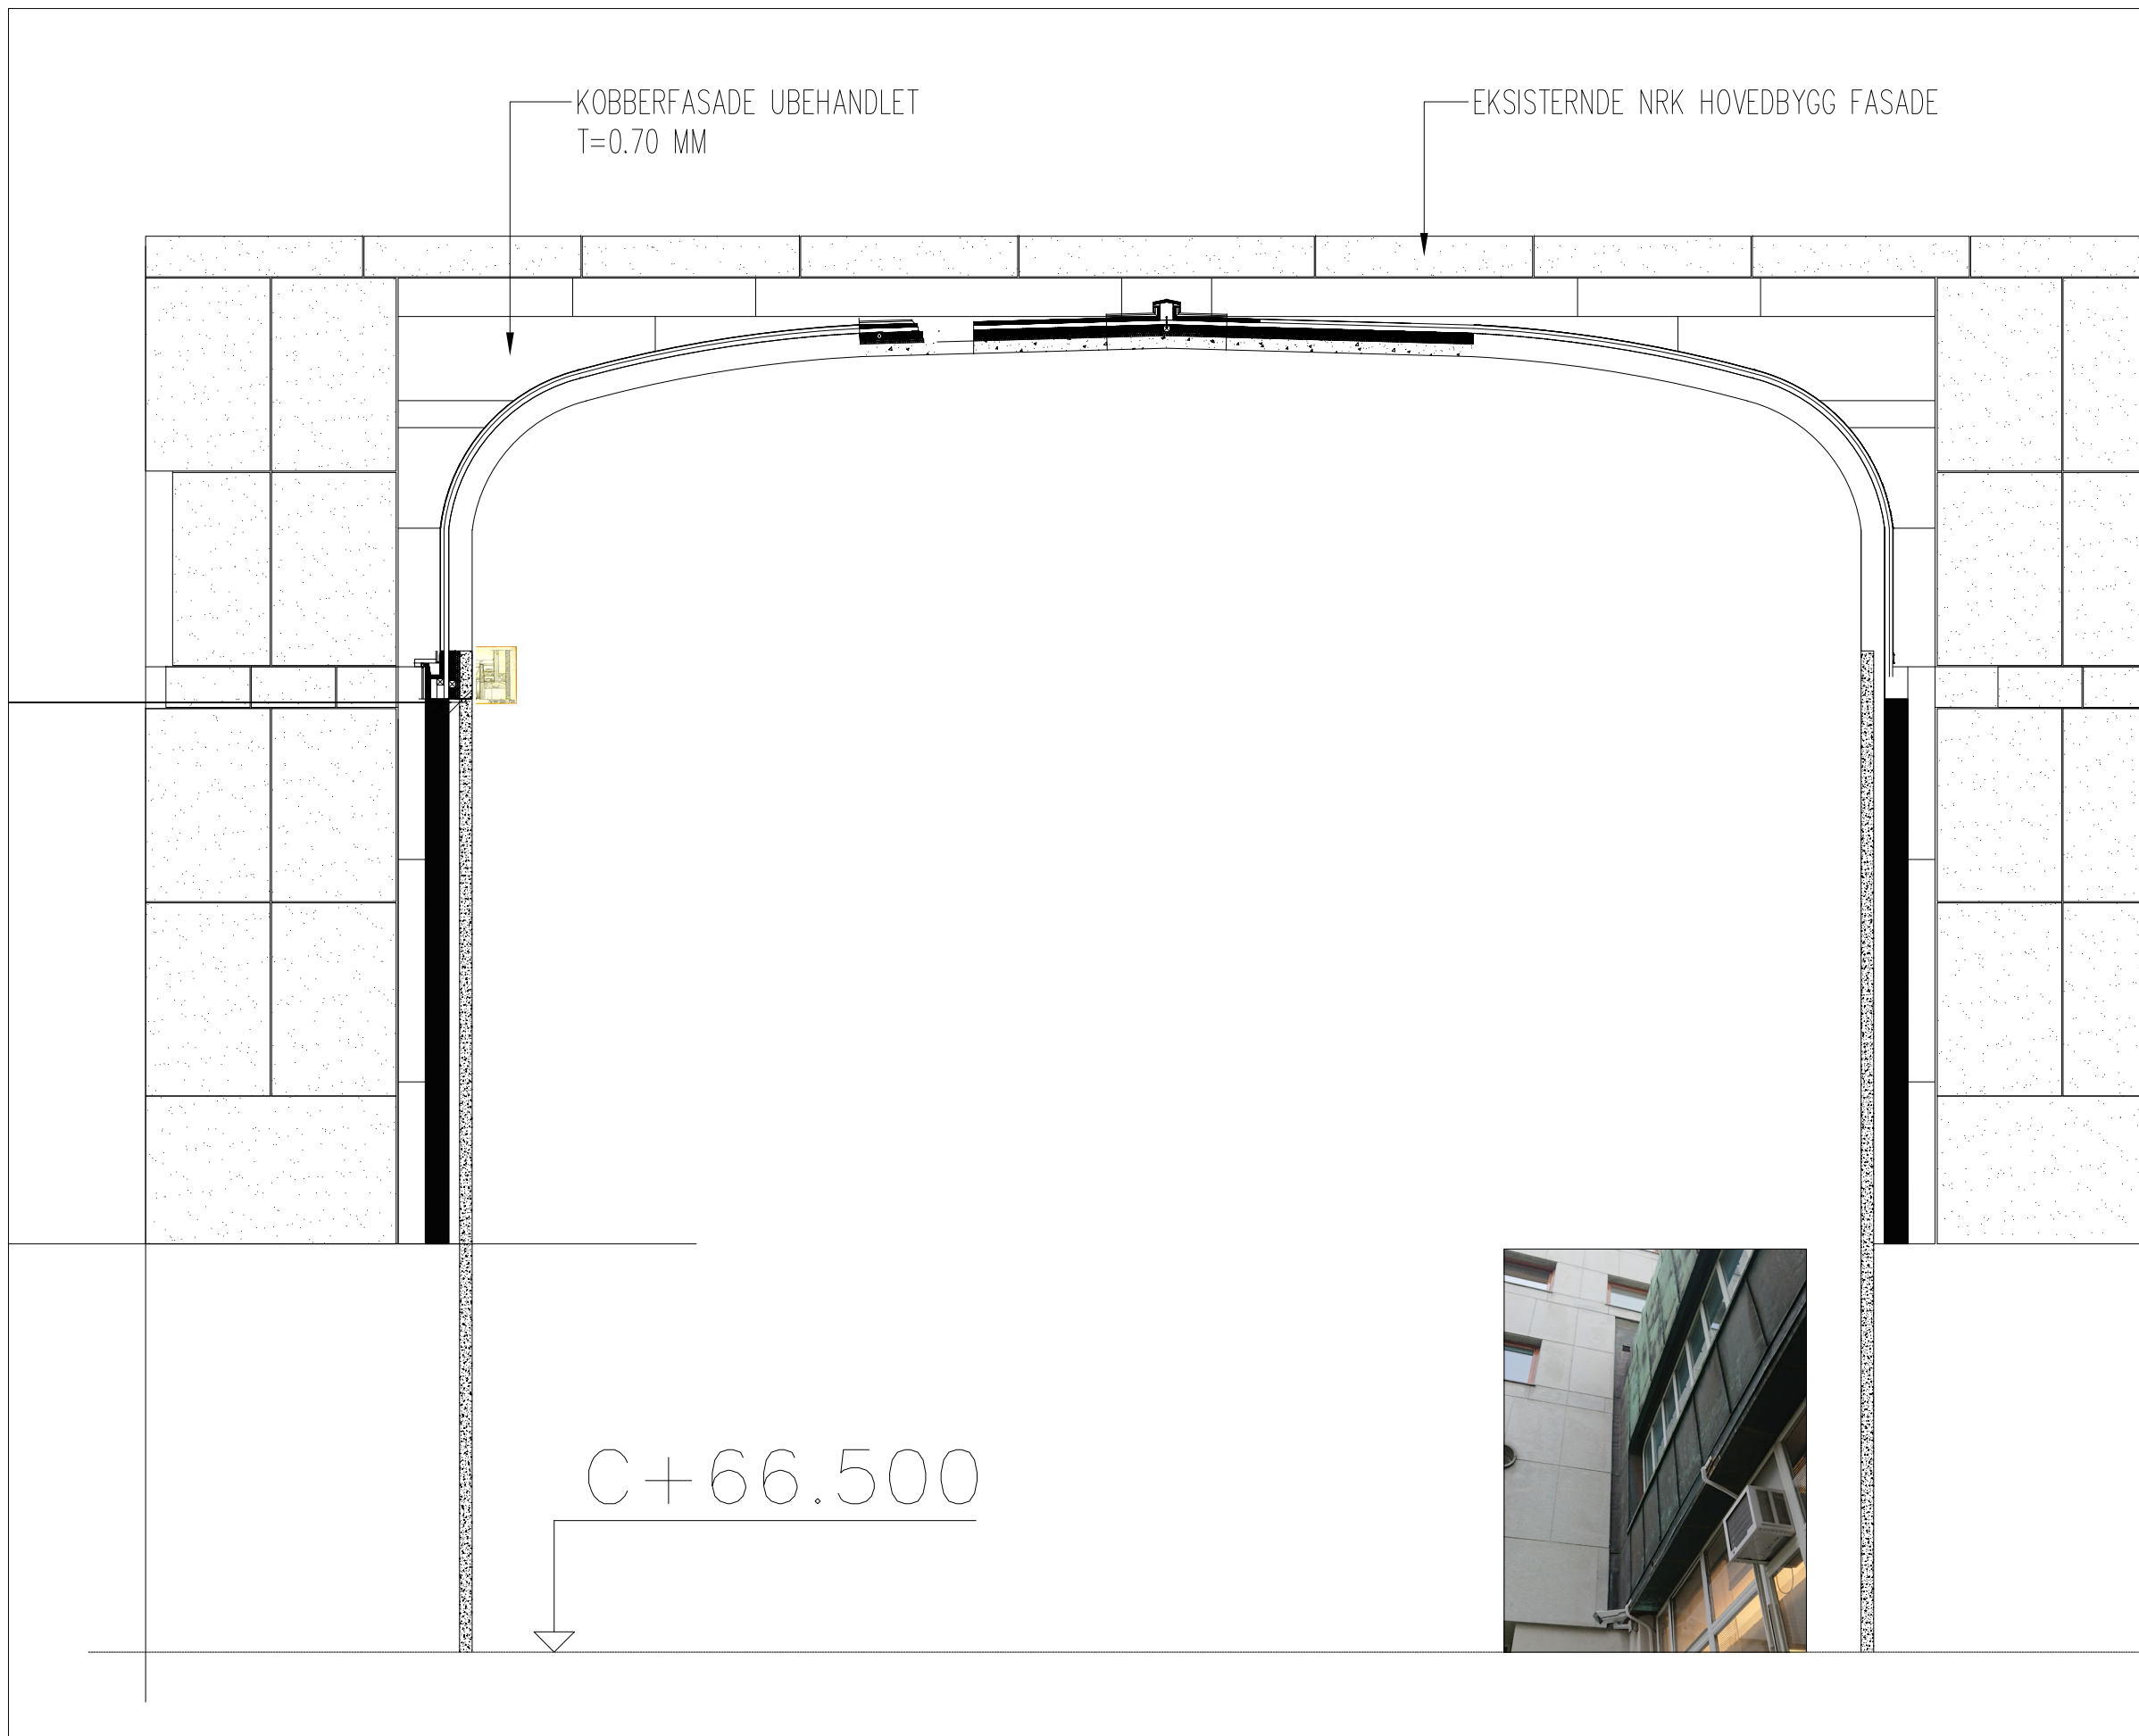 KOBBERFASADE UBEHANDLET
T=0.70 MM
EKSISTERNDE NRK HOVEDBYGG FASADE
C+66.500